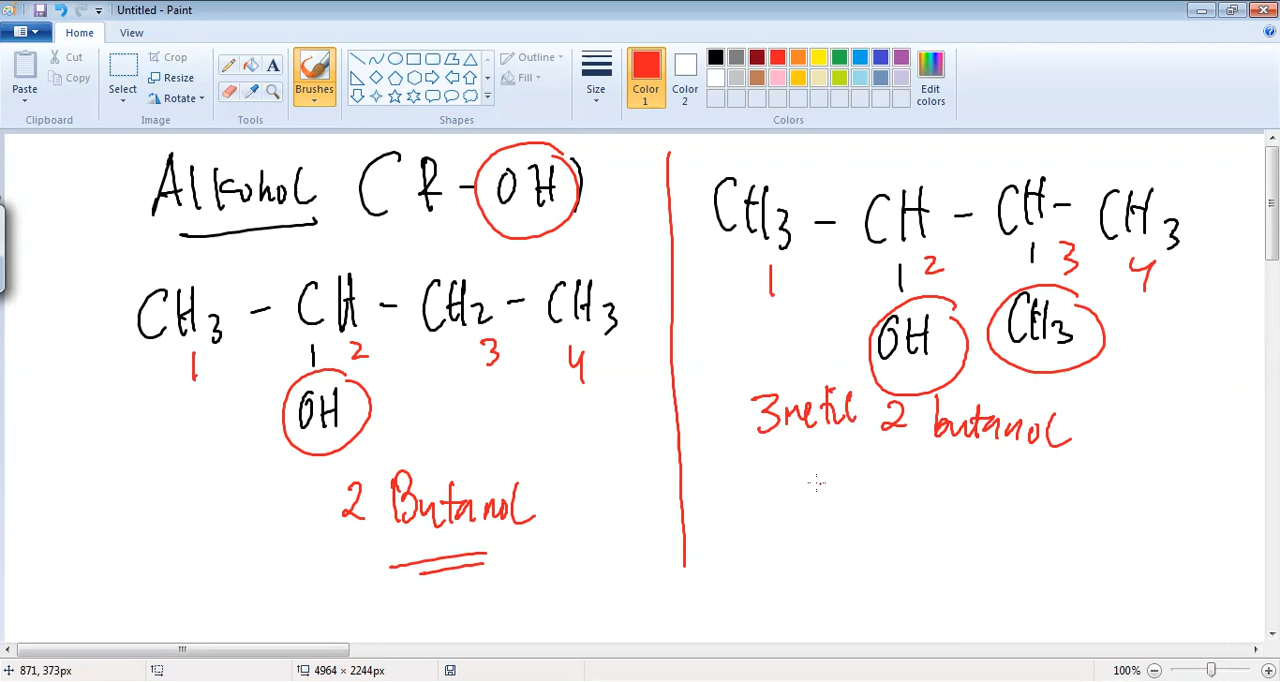 Untitled - Paint
Home View
Paste
Cut
Copy
Clipboard
Select
Crop
Resize
Rotate
Image
A
Tools
Brushes
Outline
Fill
Shapes
Size
Color 1
Color 2
Edit colors
Colors
Alkohol ( R - OH )
CH3 - CH - CH2 - CH3
1 2 3 4
OH
2 Butanol
CH3 - CH - CH - CH3
1 2 3 4
OH CH3
3 metil 2 butanol
871, 373px
4964 × 2244px
100%